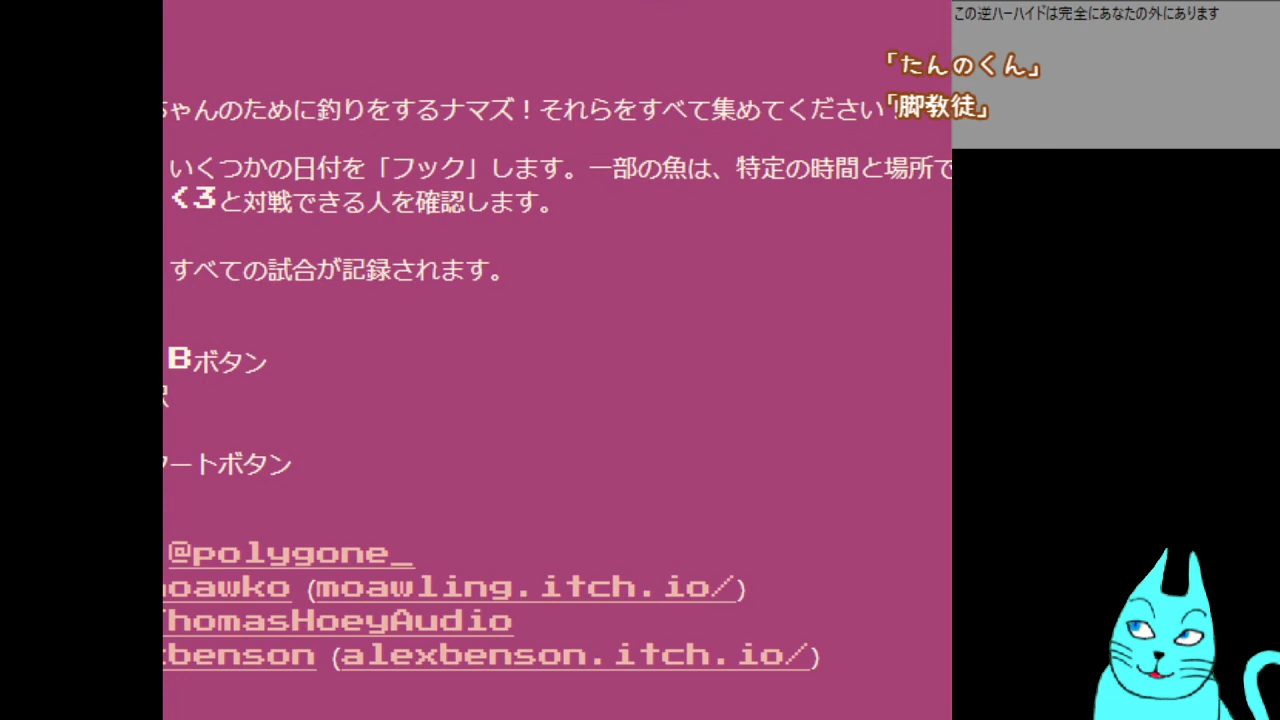 この逆ハーハイドは完全にあなたの外にあります
「たんのくん」
「脚教徒」
ちゃんのために釣りをするナマズ！それらをすべて集めてください！
いくつかの日付を「フック」します。一部の魚は、特定の時間と場所で
くろと対戦できる人を確認します。
すべての試合が記録されます。
Bボタン
択
タートボタン
@polygone_
noawko (moawling.itch.io/)
ThomasHoeyAudio
xbenson (alexbenson.itch.io/)